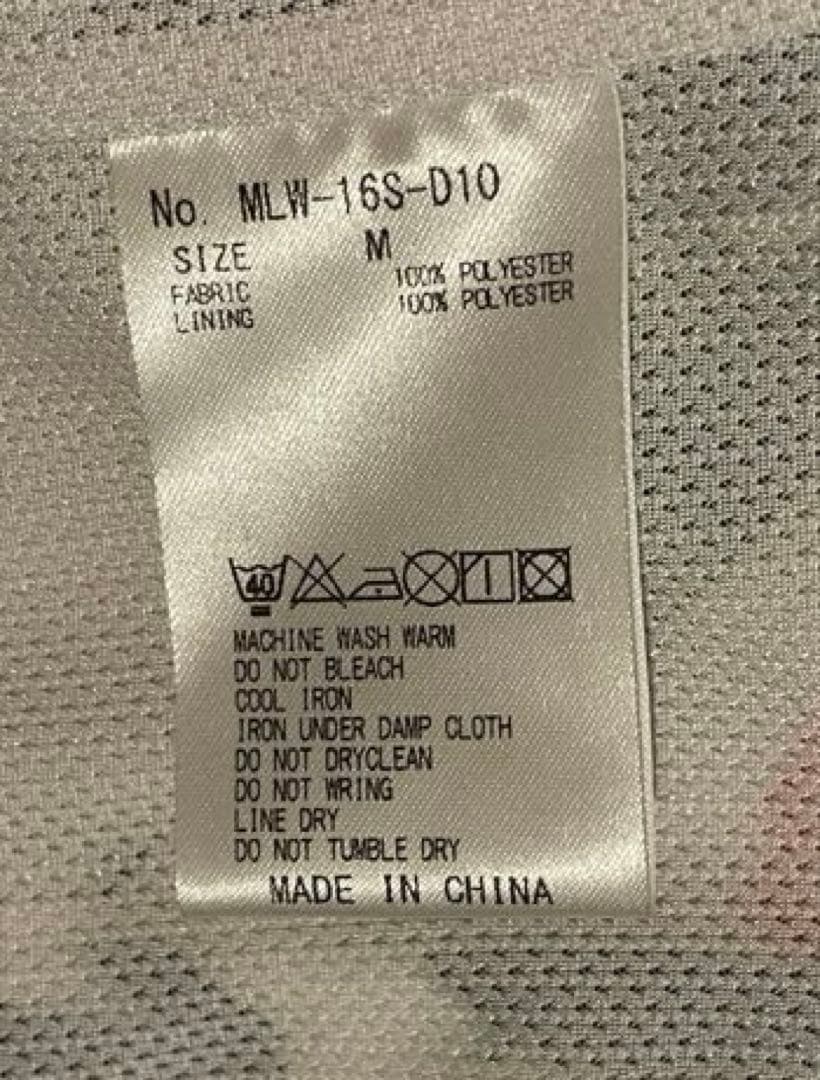 No. MLW-16S-D10
SIZE M
FABRIC 100% POLYESTER
LINING 100% POLYESTER
40
MACHINE WASH WARM
DO NOT BLEACH
COOL IRON
IRON UNDER DAMP CLOTH
DO NOT DRYCLEAN
DO NOT WRING
LINE DRY
DO NOT TUMBLE DRY
MADE IN CHINA